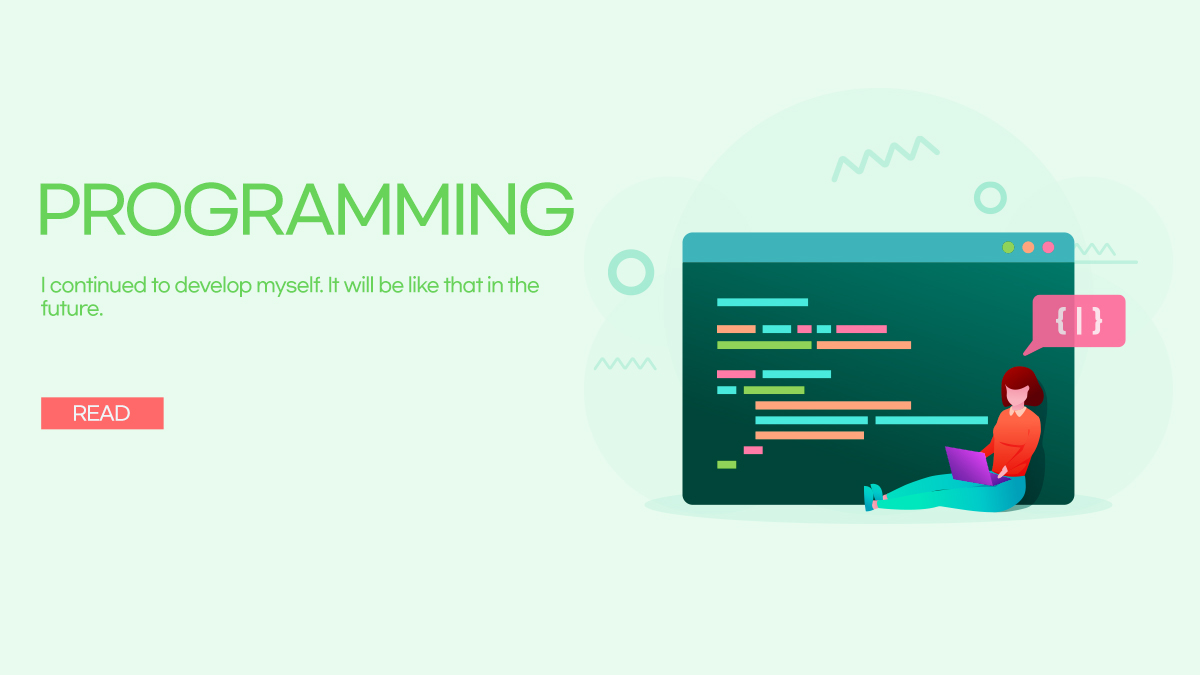 PROGRAMMING
I continued to develop myself. It will be like that in the
future.
READ
{ | }